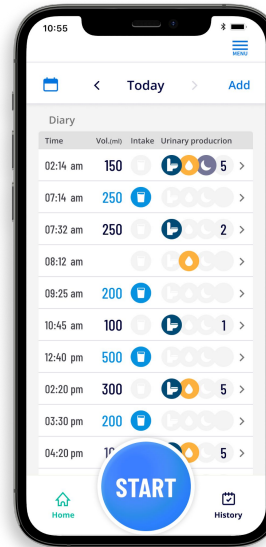 10:55
MENU
Today Add
Diary
Time Vol.(ml) Intake Urinary producrion
02:14 am 150 5
07:14 am 250
07:32 am 250 2
08:12 am
09:25 am 200
10:45 am 100 1
12:40 pm 500
02:20 pm 300 5
03:30 pm 200
04:20 pm 5
START
Home History